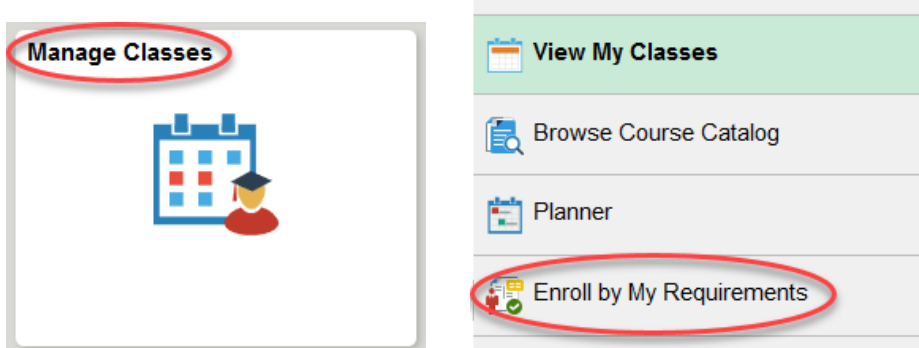 Manage Classes
View My Classes
Browse Course Catalog
Planner
Enroll by My Requirements